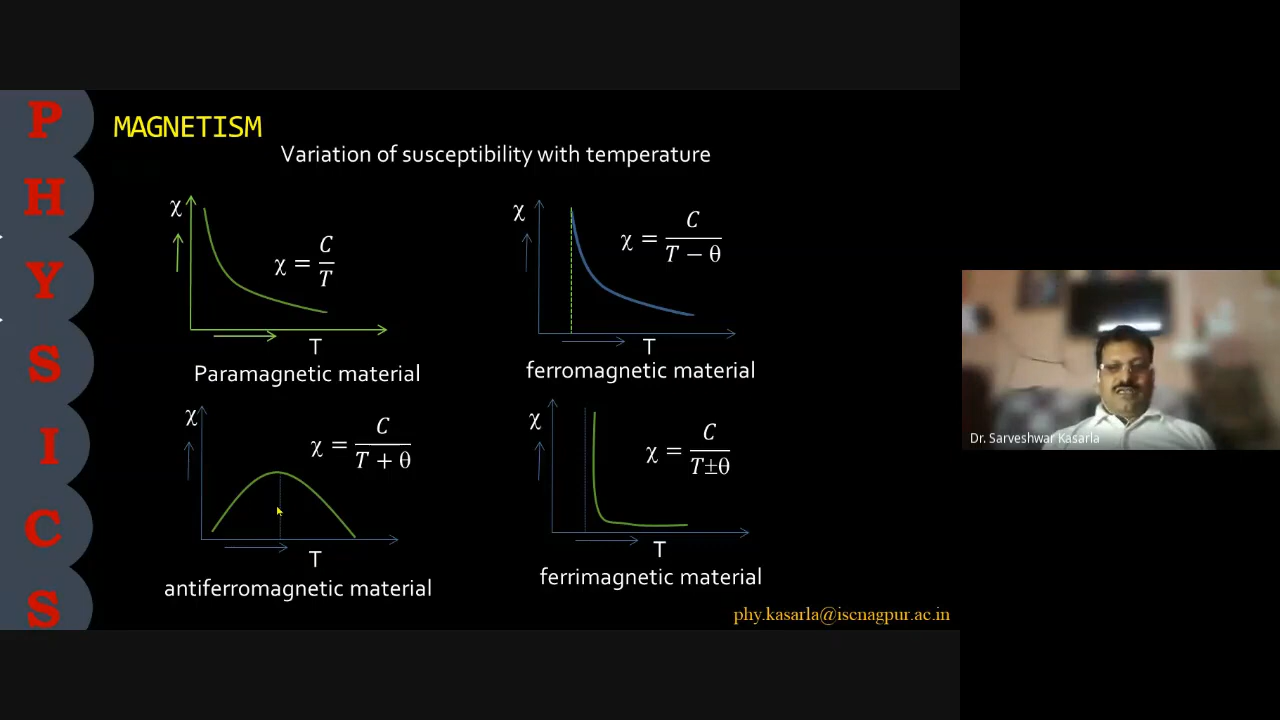 PHYSICS
MAGNETISM
Variation of susceptibility with temperature
χ
χ = C/T
T
Paramagnetic material
χ
χ = C/(T − θ)
T
ferromagnetic material
χ
χ = C/(T + θ)
T
antiferromagnetic material
χ
χ = C/(T±θ)
T
ferrimagnetic material
phy.kasarla@iscnagpur.ac.in
Dr. Sarveshwar Kasarla